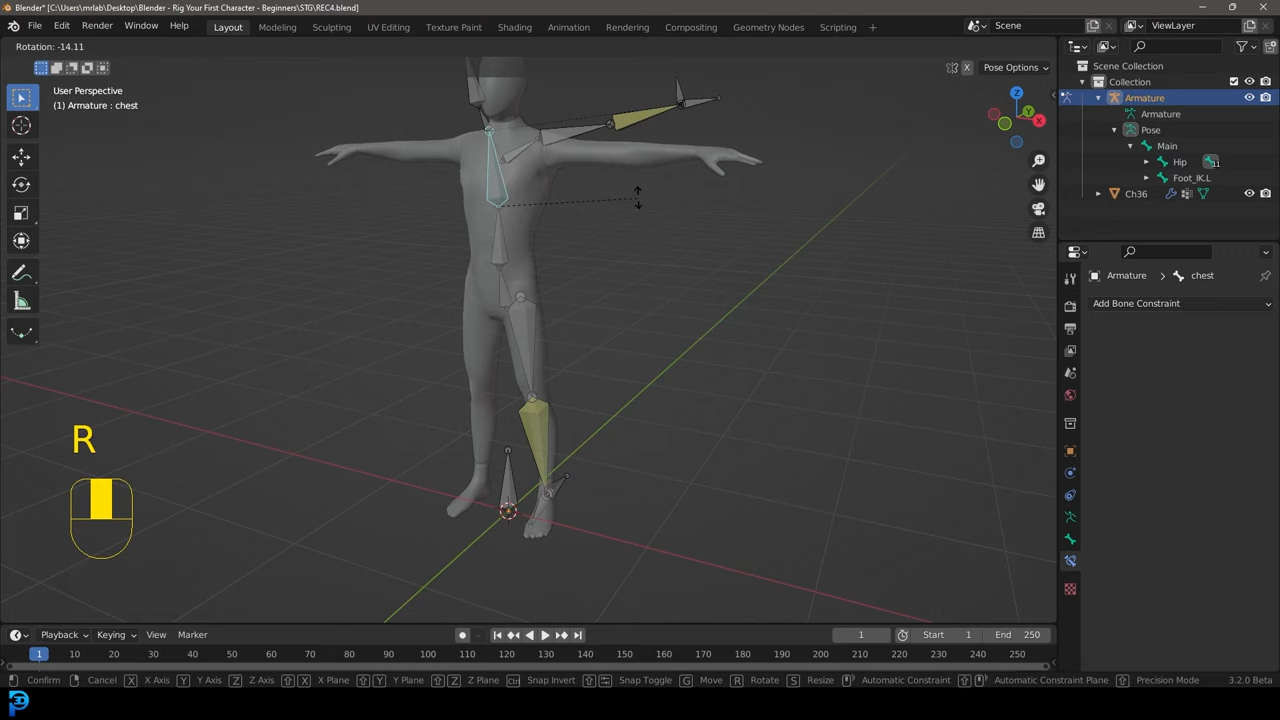 Blender* [C:\Users\mrlab\Desktop\Blender - Rig Your First Character - Beginners\STG\REC4.blend]
File Edit Render Window Help Layout Modeling Sculpting UV Editing Texture Paint Shading Animation Rendering Compositing Geometry Nodes Scripting + Scene ViewLayer
Rotation: -14.11
X Pose Options
User Perspective
(1) Armature : chest
Z
Y
X
Scene Collection
Collection
Armature
Armature
Pose
Main
Hip 11
Foot_IK.L
Ch36
Armature > chest
Add Bone Constraint
R
Playback Keying View Marker 1 Start 1 End 250
1 10 20 30 40 50 60 70 80 90 100 110 120 130 140 150 160 170 180 190 200 210 220 230 240 250
Confirm Cancel X X Axis Y Y Axis Z Z Axis X X Plane Y Y Plane Z Z Plane Ctrl Snap Invert Snap Toggle G Move R Rotate S Resize Automatic Constraint Automatic Constraint Plane Precision Mode 3.2.0 Beta